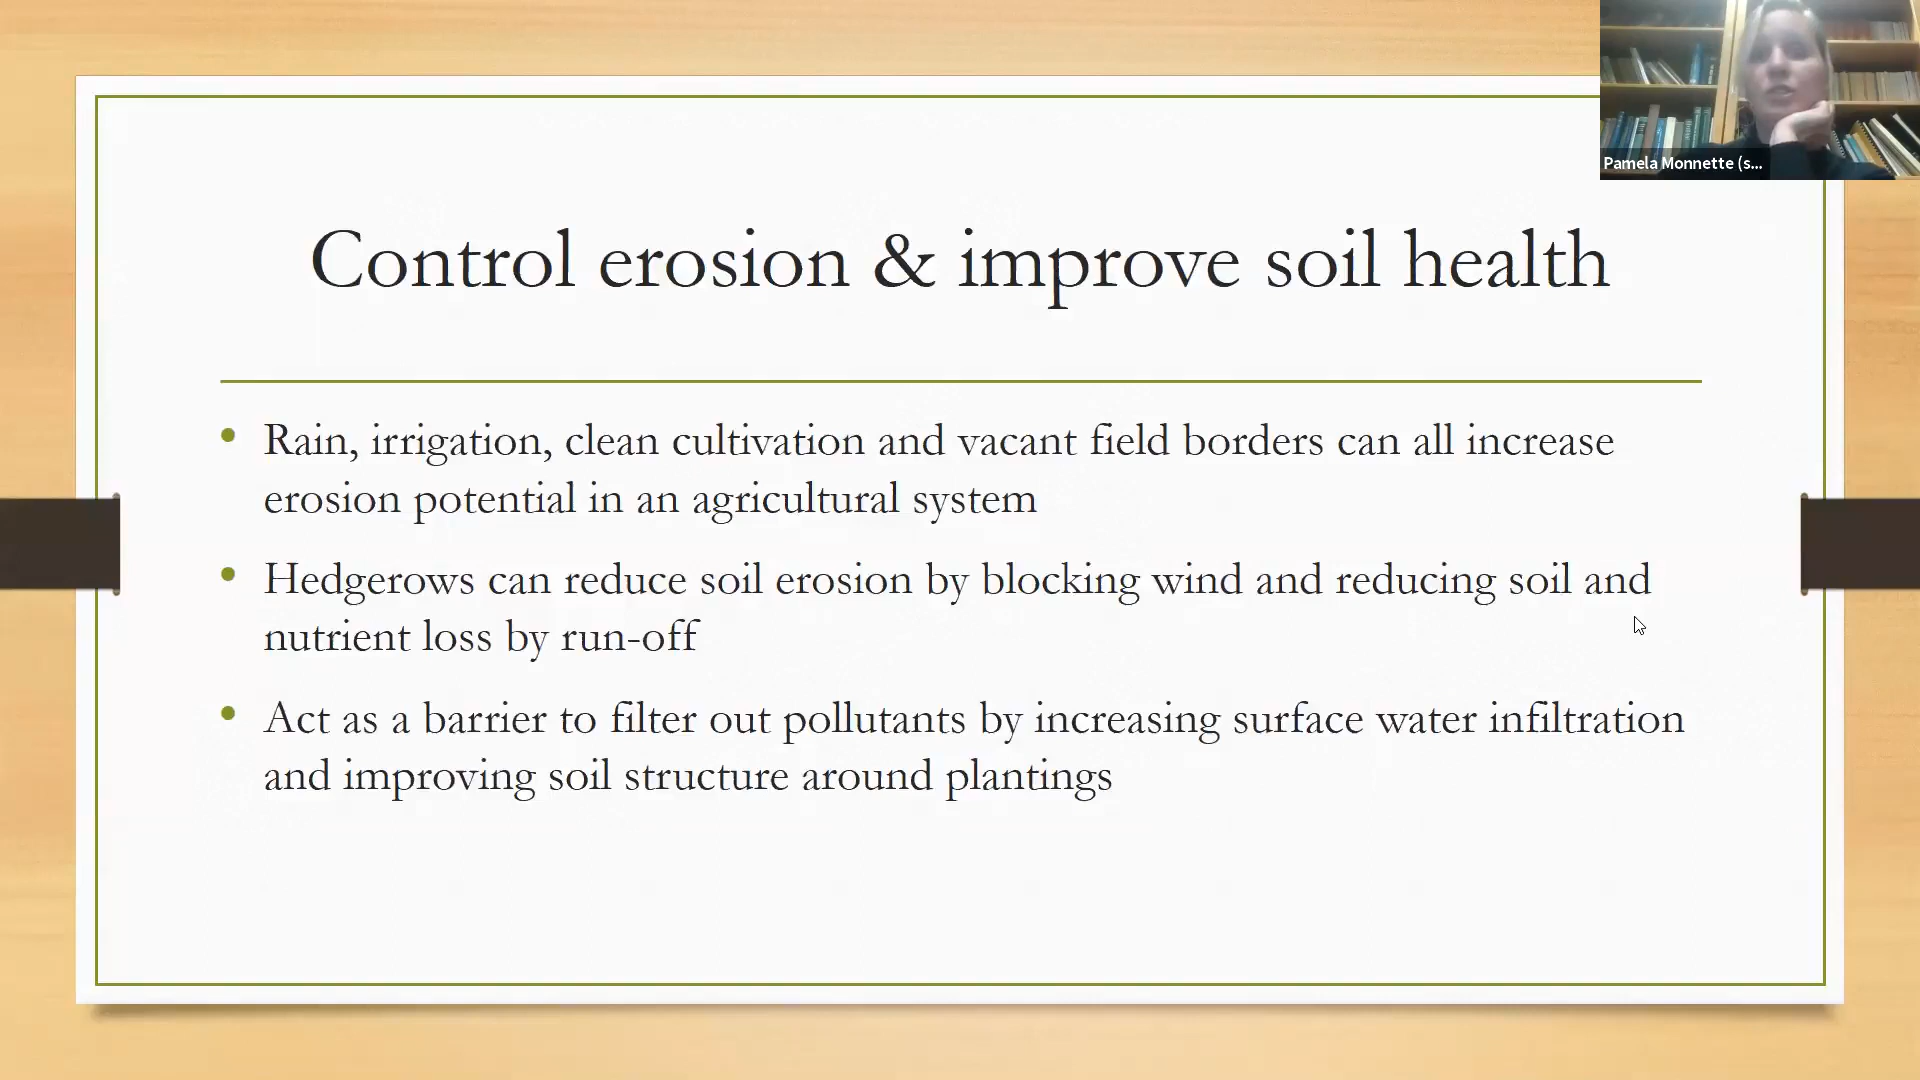 Pamela Monnette (s...
Control erosion & improve soil health
• Rain, irrigation, clean cultivation and vacant field borders can all increase
erosion potential in an agricultural system
• Hedgerows can reduce soil erosion by blocking wind and reducing soil and
nutrient loss by run-off
• Act as a barrier to filter out pollutants by increasing surface water infiltration
and improving soil structure around plantings